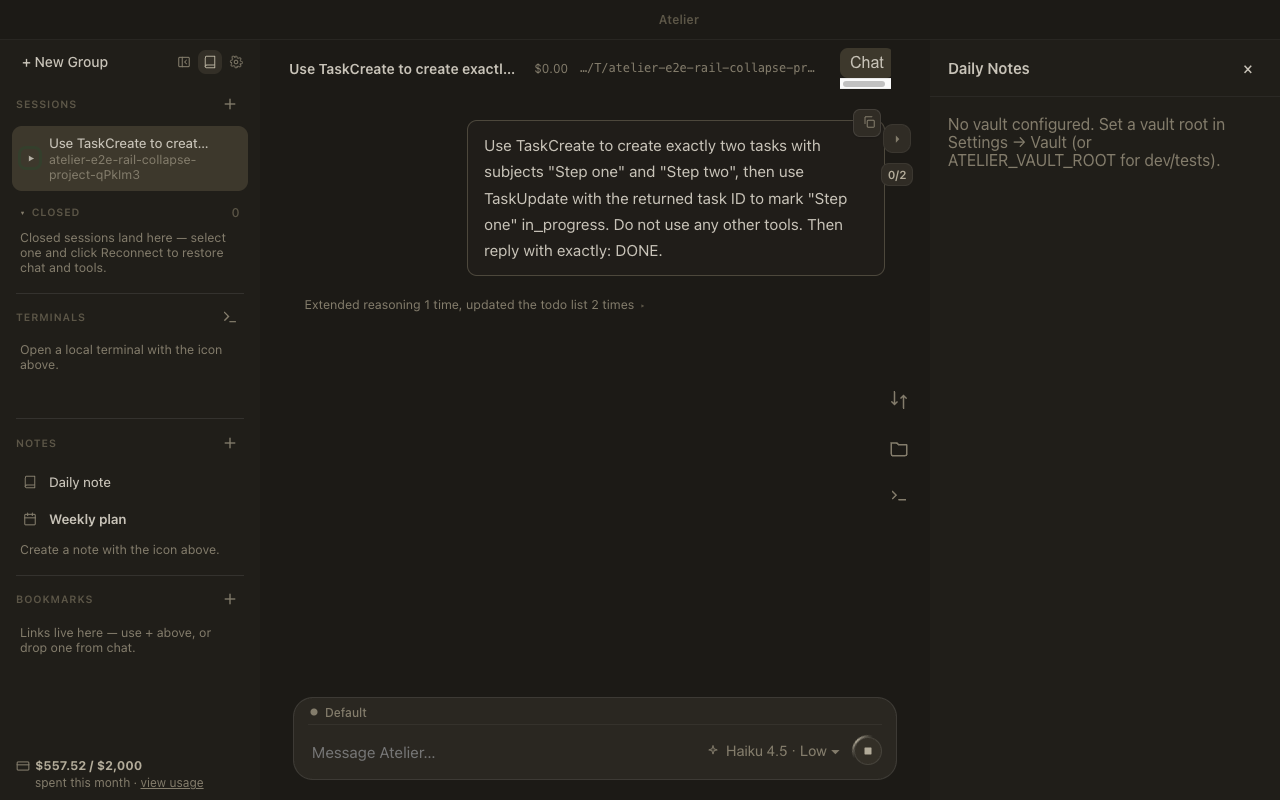 Atelier
+ New Group
SESSIONS
Use TaskCreate to creat...
atelier-e2e-rail-collapse-
project-qPklm3
CLOSED 0
Closed sessions land here — select
one and click Reconnect to restore
chat and tools.
TERMINALS
Open a local terminal with the icon
above.
NOTES
Daily note
Weekly plan
Create a note with the icon above.
BOOKMARKS
Links live here — use + above, or
drop one from chat.
$557.52 / $2,000
spent this month · view usage
Use TaskCreate to create exactl... $0.00 …/T/atelier-e2e-rail-collapse-pr… Chat
Use TaskCreate to create exactly two tasks with
subjects "Step one" and "Step two", then use
TaskUpdate with the returned task ID to mark "Step
one" in_progress. Do not use any other tools. Then
reply with exactly: DONE.
0/2
Extended reasoning 1 time, updated the todo list 2 times
Default
Message Atelier...
Haiku 4.5 · Low
Daily Notes
No vault configured. Set a vault root in
Settings → Vault (or
ATELIER_VAULT_ROOT for dev/tests).